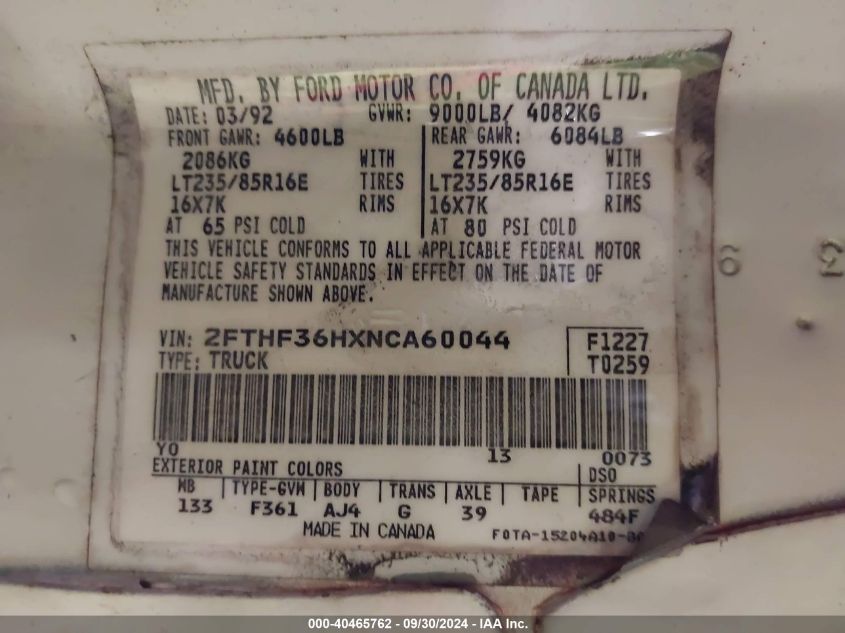 MFD. BY FORD MOTOR CO. OF CANADA LTD.
DATE: 03/92 GVWR: 9000LB/ 4082KG
FRONT GAWR: 4600LB REAR GAWR: 6084LB
2086KG WITH 2759KG WITH
LT235/85R16E TIRES LT235/85R16E TIRES
16X7K RIMS 16X7K RIMS
AT 65 PSI COLD AT 80 PSI COLD
THIS VEHICLE CONFORMS TO ALL APPLICABLE FEDERAL MOTOR
VEHICLE SAFETY STANDARDS IN EFFECT ON THE DATE OF
MANUFACTURE SHOWN ABOVE.
VIN: 2FTHF36HXNCA60044 F1227
TYPE: TRUCK T0259
YO 13 0073
EXTERIOR PAINT COLORS DSO
WB TYPE-GVW BODY TRANS AXLE TAPE SPRINGS
133 F361 AJ4 G 39 484F
MADE IN CANADA F0TA-15204A10-
000-40465762 - 09/30/2024 - IAA Inc.